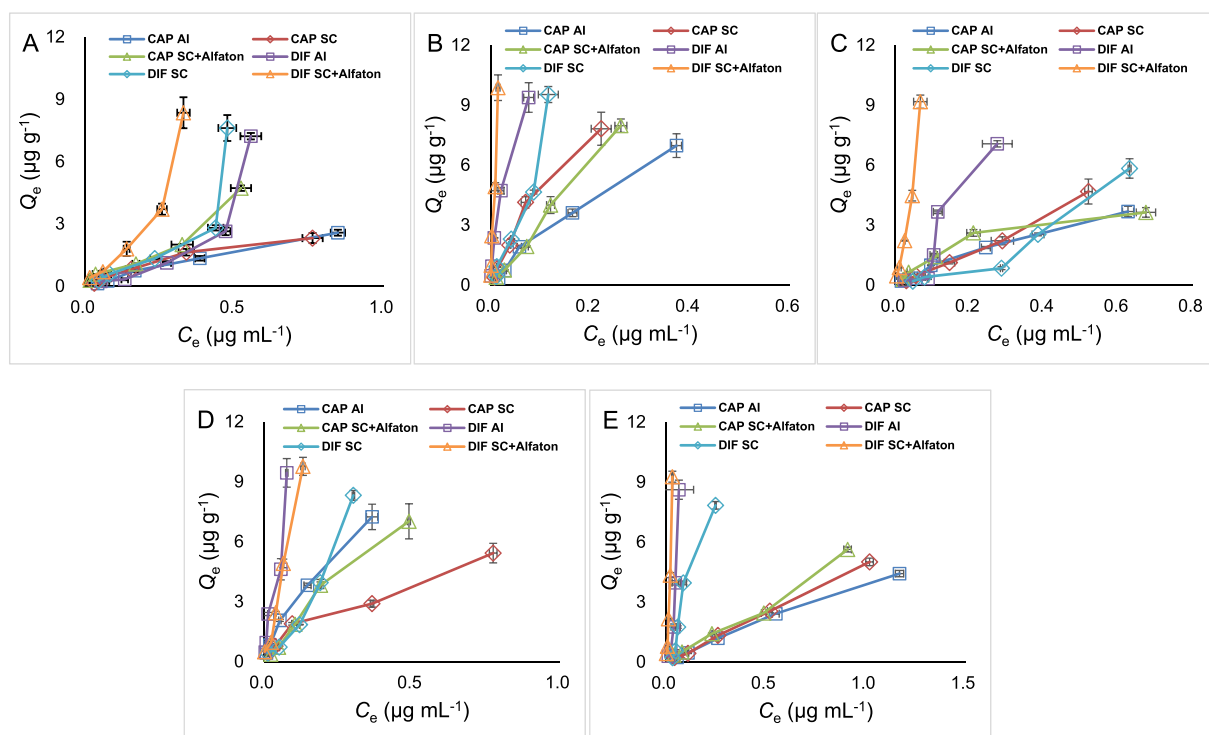 A
CAP AI CAP SC
CAP SC+Alfaton DIF AI
DIF SC DIF SC+Alfaton
12
9
6
3
0
0.0 0.5 1.0
Qe (µg g-1)
Ce (µg mL-1)
B
CAP AI CAP SC
CAP SC+Alfaton DIF AI
DIF SC DIF SC+Alfaton
12
9
6
3
0
0.0 0.2 0.4 0.6
Qe (µg g-1)
Ce (µg mL-1)
C
CAP AI CAP SC
CAP SC+Alfaton DIF AI
DIF SC DIF SC+Alfaton
12
9
6
3
0
0.0 0.2 0.4 0.6 0.8
Qe (µg g-1)
Ce (µg mL-1)
D
CAP AI CAP SC
CAP SC+Alfaton DIF AI
DIF SC DIF SC+Alfaton
12
9
6
3
0
0.0 0.5 1.0
Qe (µg g-1)
Ce (µg mL-1)
E
CAP AI CAP SC
CAP SC+Alfaton DIF AI
DIF SC DIF SC+Alfaton
12
9
6
3
0
0.0 0.5 1.0 1.5
Qe (µg g-1)
Ce (µg mL-1)